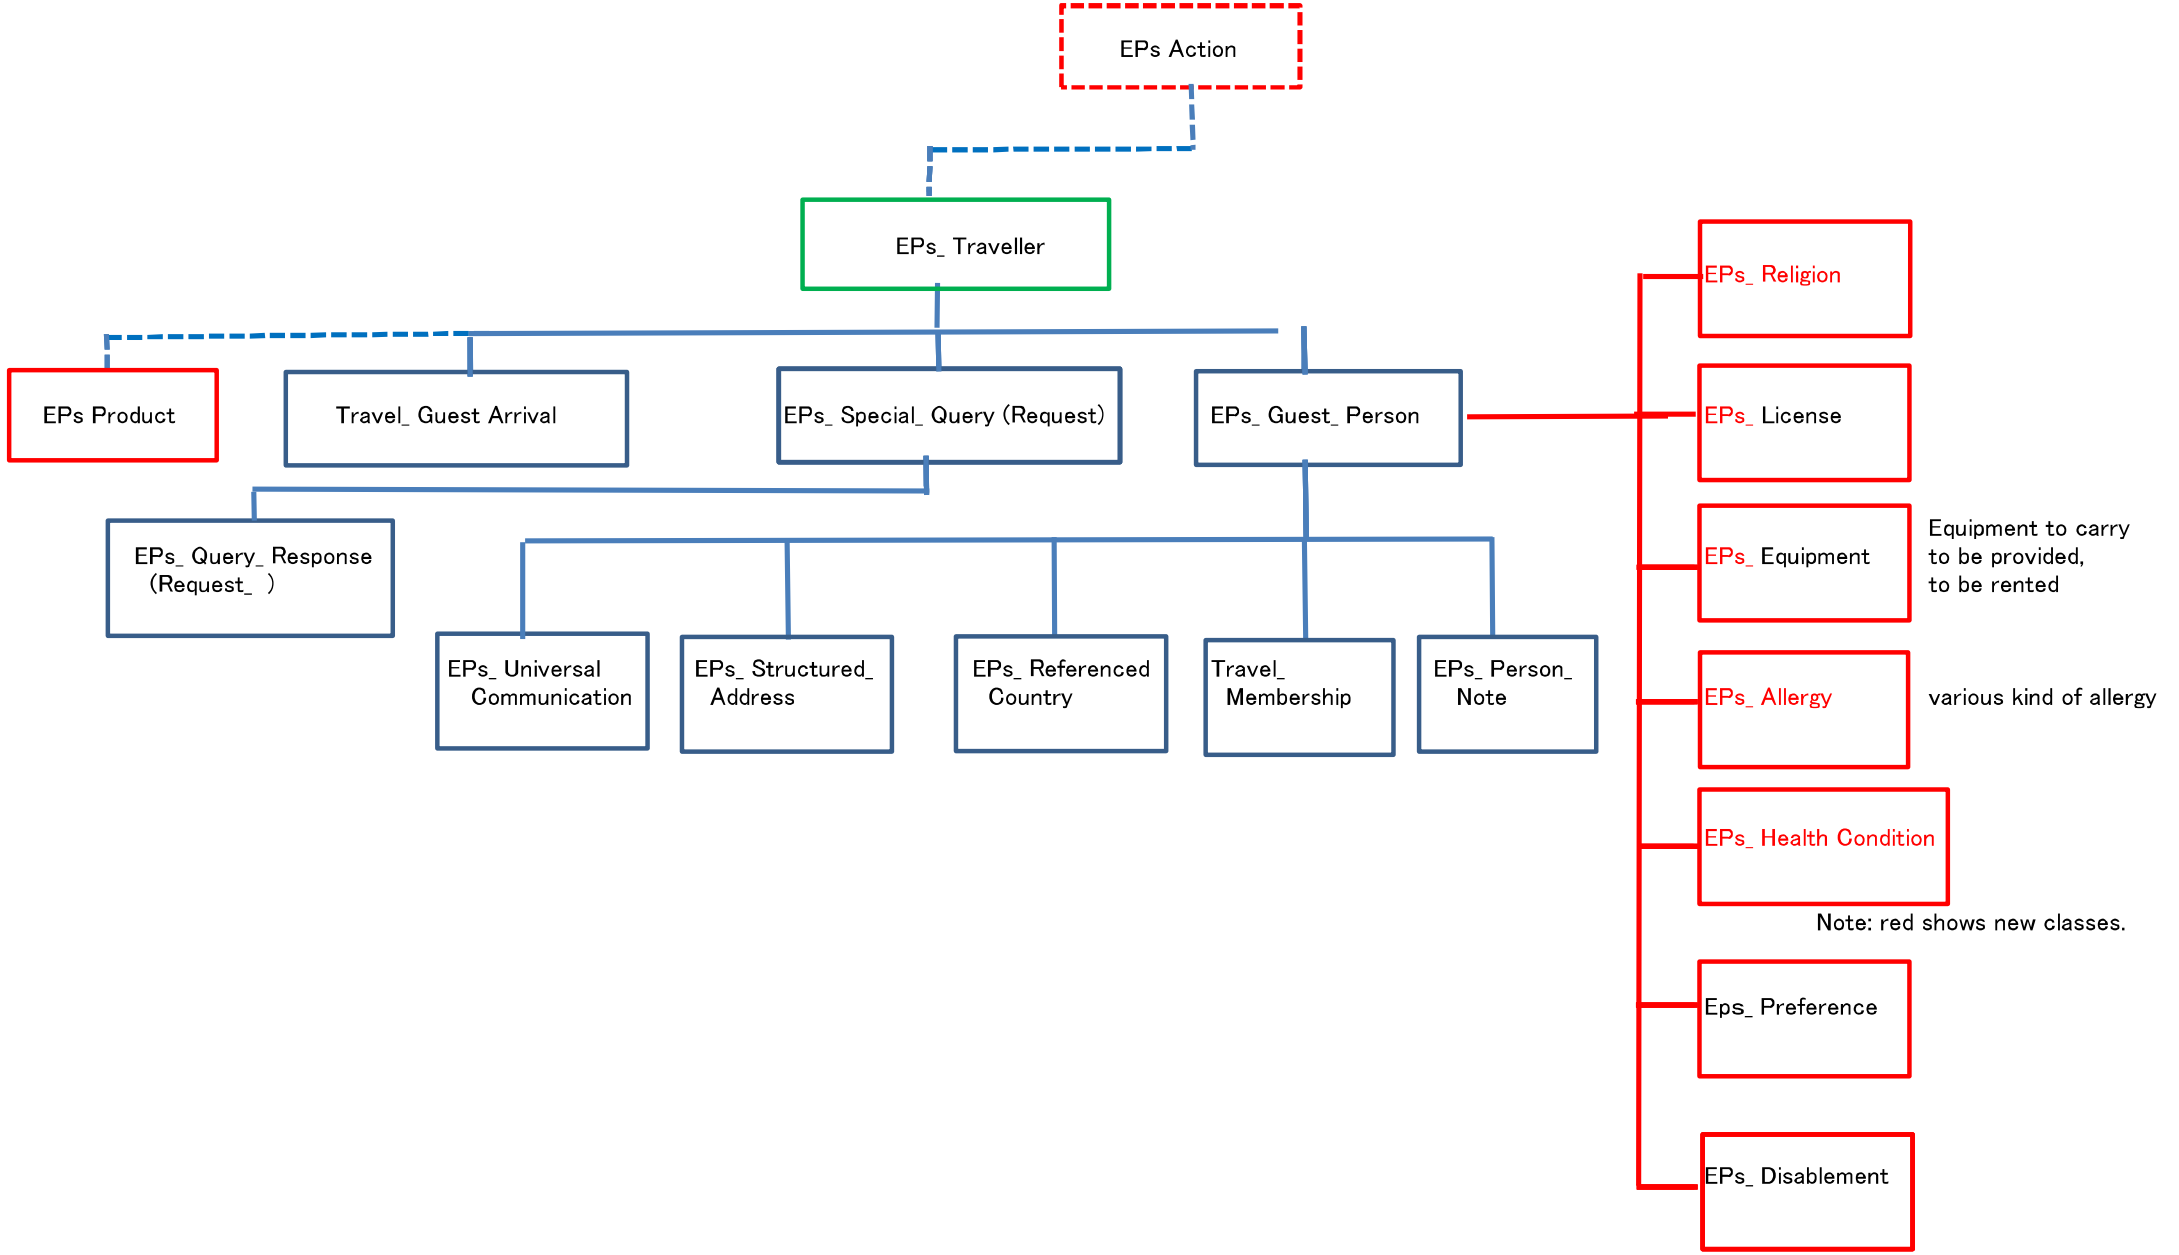 EPs Action
EPs_ Traveller
EPs_ Religion
EPs Product
Travel_ Guest Arrival
EPs_ Special_ Query (Request)
EPs_ Guest_ Person
EPs_ License
EPs_ Query_ Response
(Request_  )
EPs_ Equipment
Equipment to carry
to be provided,
to be rented
EPs_ Universal
Communication
EPs_ Structured_
Address
EPs_ Referenced
Country
Travel_
Membership
EPs_ Person_
Note
EPs_ Allergy
various kind of allergy
EPs_ Health Condition
Note: red shows new classes.
Eps_ Preference
EPs_ Disablement